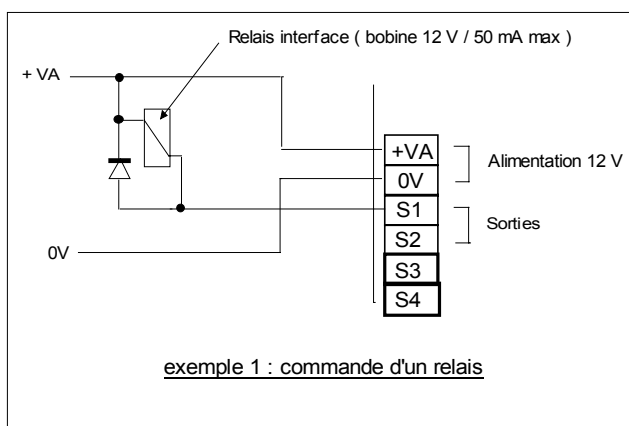 Relais interface ( bobine 12 V / 50 mA max )
+ VA
+VA
Alimentation 12 V
0V
S1
Sorties
S2
0V
S3
S4
exemple 1 : commande d'un relais